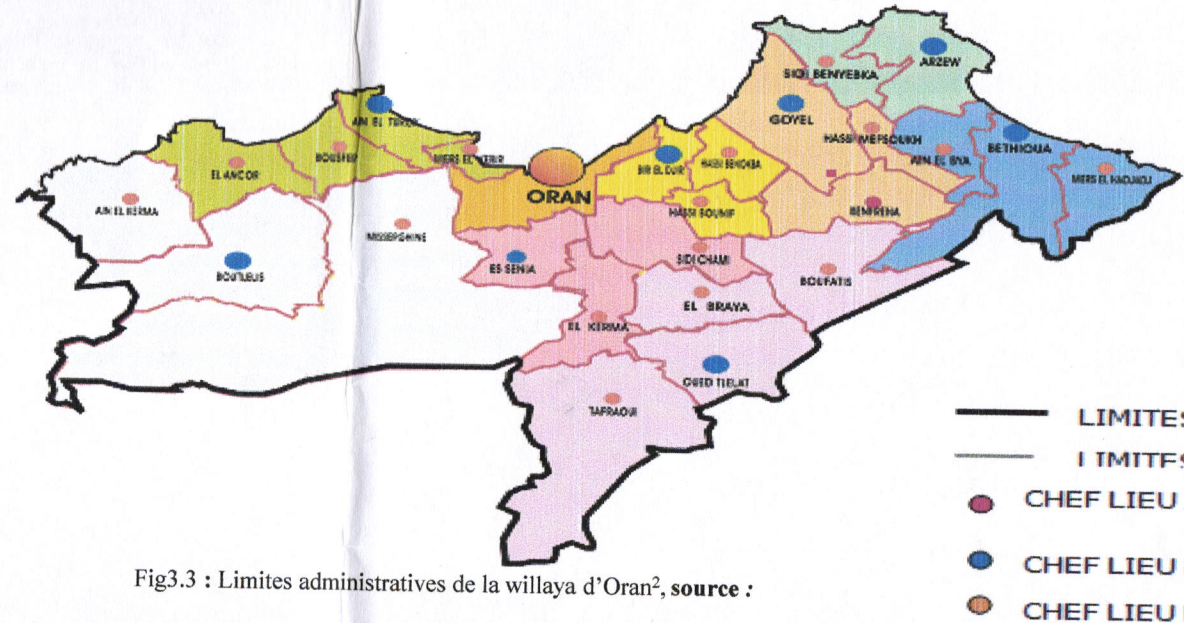 ARZEW
SIDI BENYEBKA
AIN EL TURCK
GOYEL
HASSI MEFSOUKH
BETHIOUA
BOUSFER
MERS EL KEBIR
AIN EL BYA
EL ANCOR
BIR EL DJIR
HASSI BENOKBA
MERS EL HADJADJ
ORAN
AIN EL KERMA
BENFREHA
HASSI BOUNIF
MISSERGHINE
SIDI CHAMI
ES SENIA
BOUTLELIS
BOUFATIS
EL BRAYA
EL KERMA
OUED TLELAT
TAFRAOUI
LIMITES
LIMITES
CHEF LIEU
CHEF LIEU
CHEF LIEU
Fig3.3 : Limites administratives de la willaya d'Oran², source :